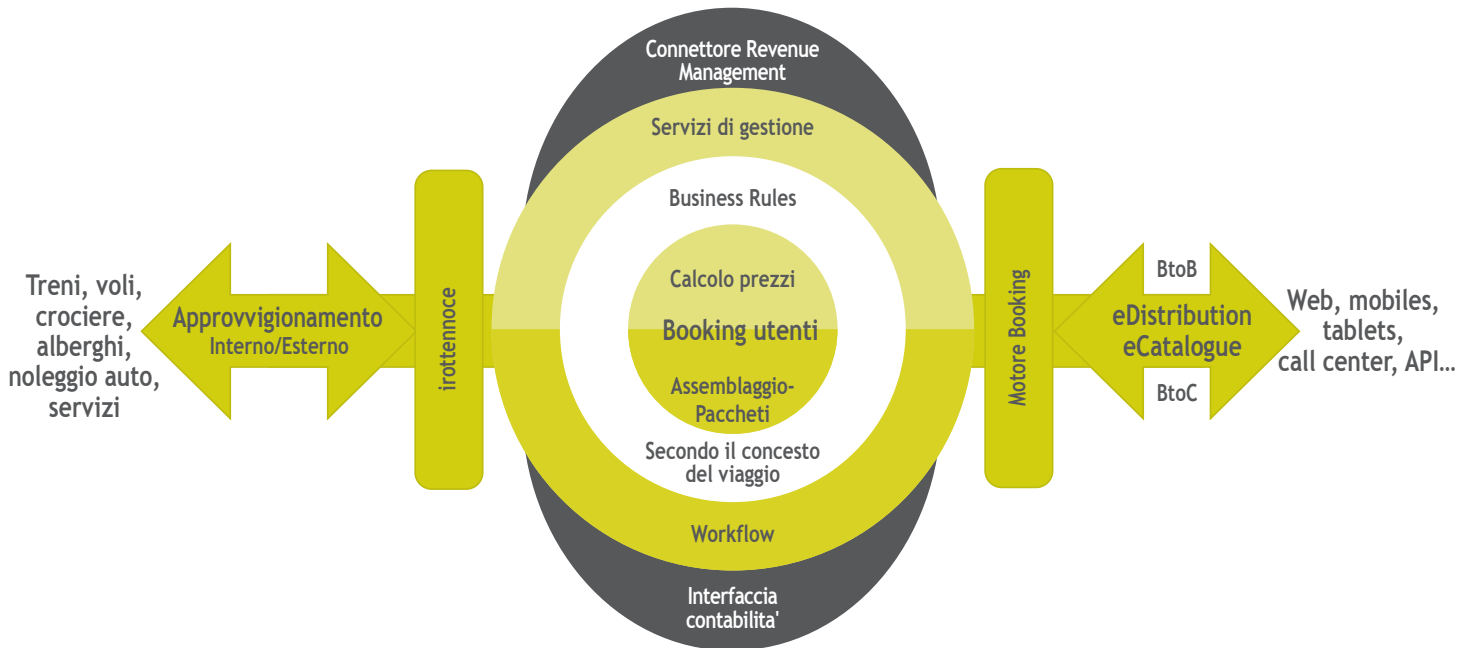 Connettore Revenue
Management
Servizi di gestione
Business Rules
Calcolo prezzi
Booking utenti
Assemblaggio-
Paccheti
Secondo il concesto
del viaggio
Workflow
Interfaccia
contabilita'
Treni, voli,
crociere,
alberghi,
noleggio auto,
servizi
Approvvigionamento
Interno/Esterno
irottennoce
Motore Booking
BtoB
eDistribution
eCatalogue
BtoC
Web, mobiles,
tablets,
call center, API...